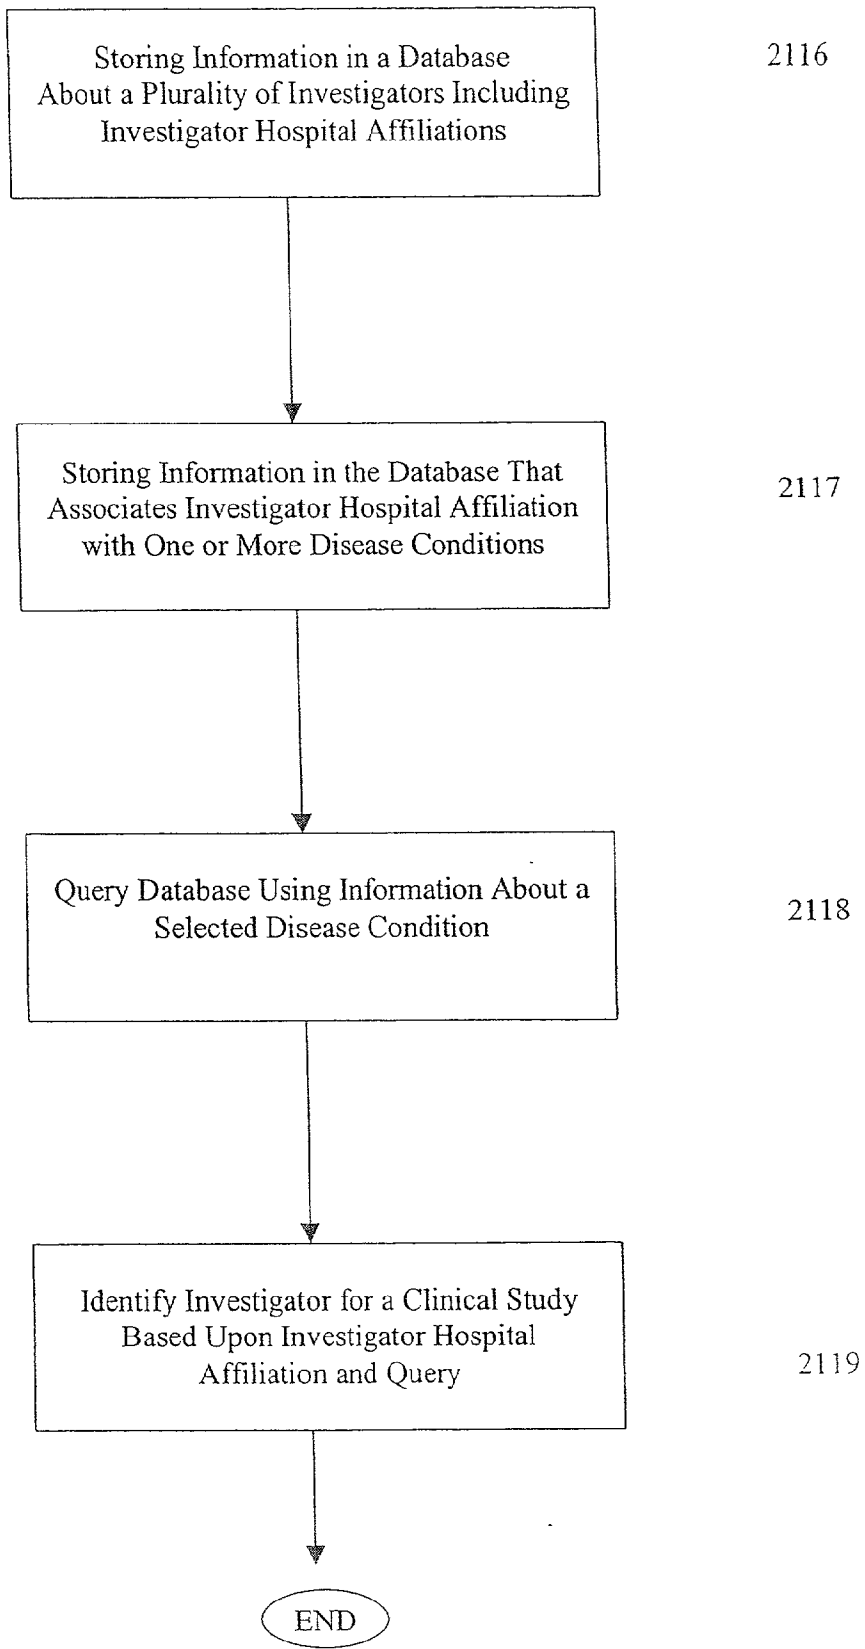 Storing Information in a Database
About a Plurality of Investigators Including
Investigator Hospital Affiliations
2116
Storing Information in the Database That
Associates Investigator Hospital Affiliation
with One or More Disease Conditions
2117
Query Database Using Information About a
Selected Disease Condition
2118
Identify Investigator for a Clinical Study
Based Upon Investigator Hospital
Affiliation and Query
2119
END